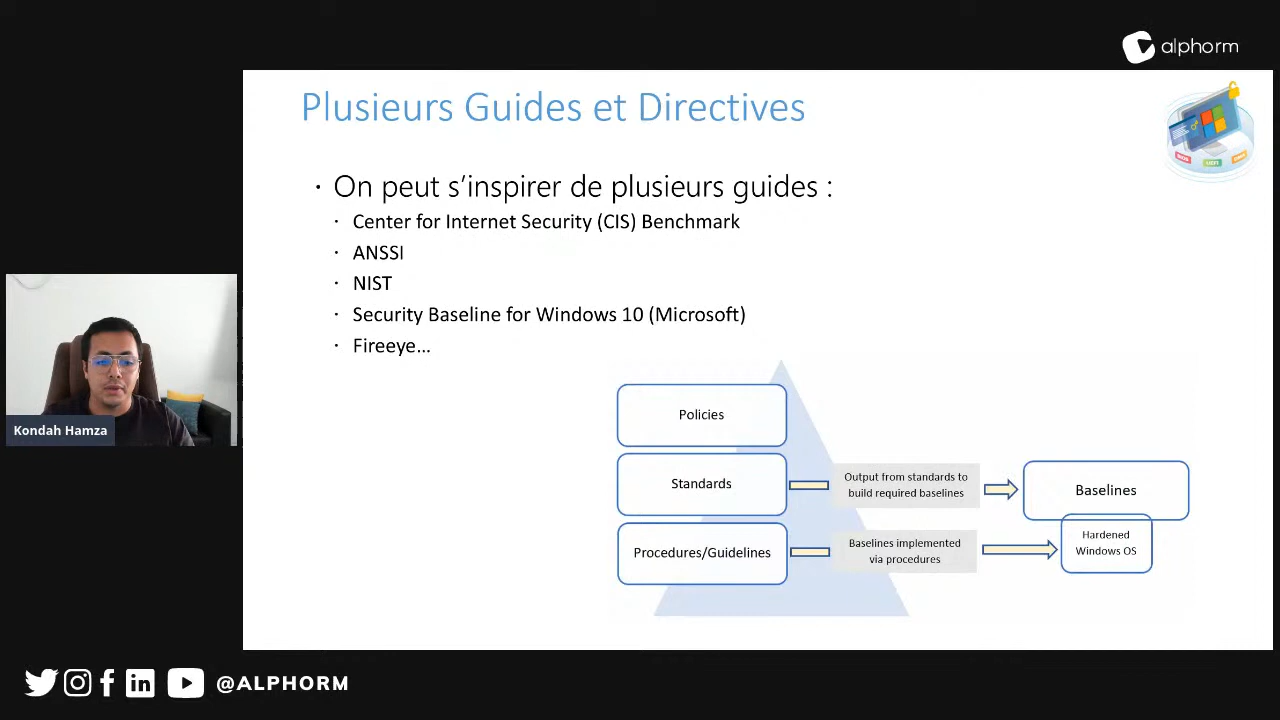 alphorm
Plusieurs Guides et Directives
· On peut s’inspirer de plusieurs guides :
· Center for Internet Security (CIS) Benchmark
· ANSSI
· NIST
· Security Baseline for Windows 10 (Microsoft)
· Fireeye…
Kondah Hamza
Policies
Standards
Output from standards to
build required baselines
Baselines
Procedures/Guidelines
Baselines implemented
via procedures
Hardened
Windows OS
@ALPHORM